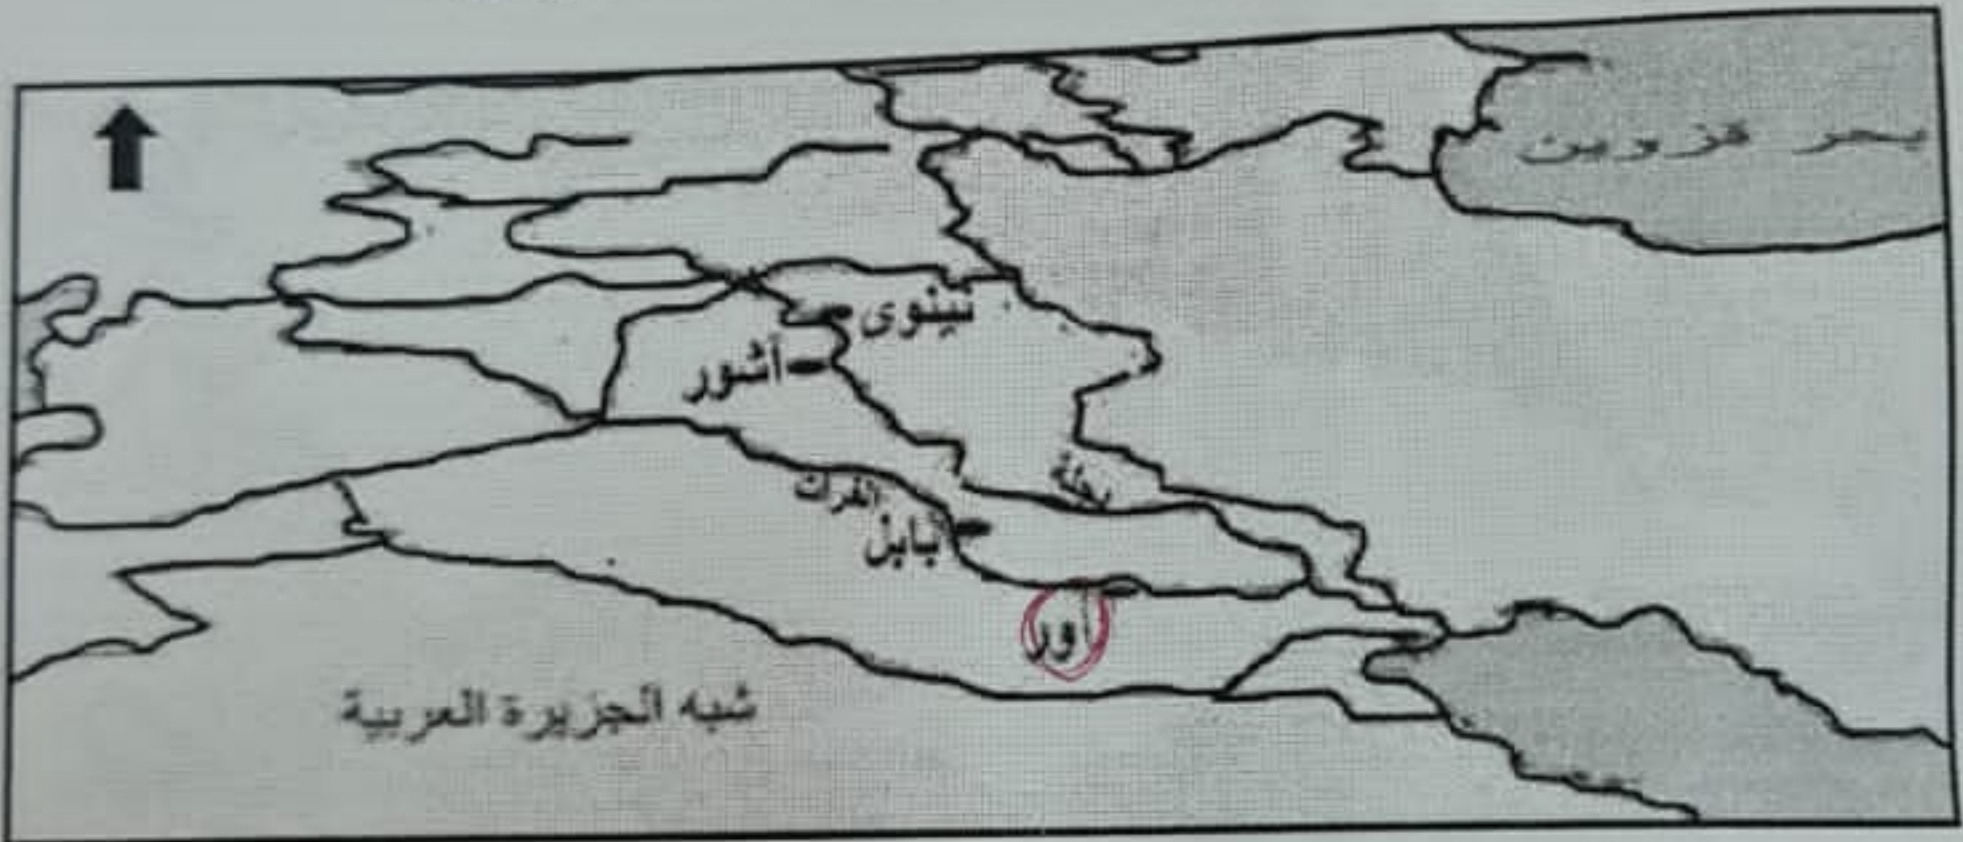 بحر قزوين
نينوى
آشور
دجلة
الفرات
بابل
أور
شبه الجزيرة العربية